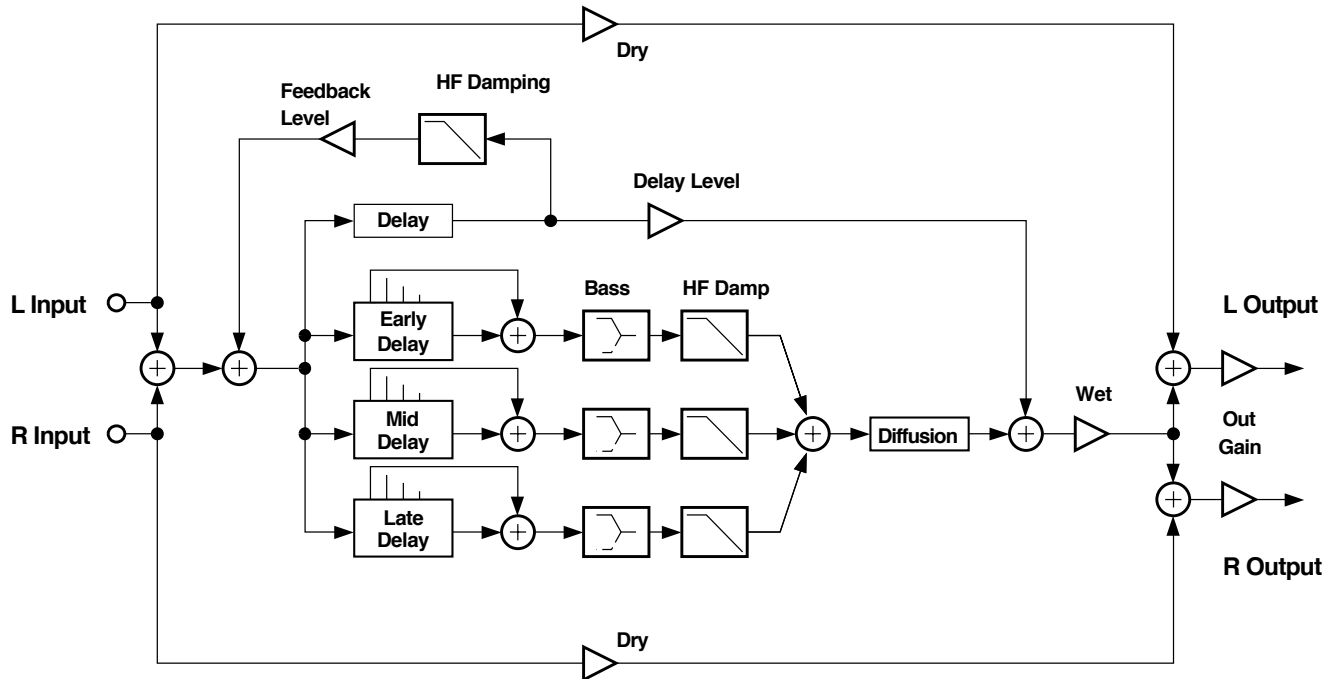 Dry
HF Damping
Feedback
Level
Delay Level
Delay
L Input
Early
Delay
Bass
HF Damp
L Output
Mid
Delay
Wet
R Input
Diffusion
Out
Gain
Late
Delay
R Output
Dry